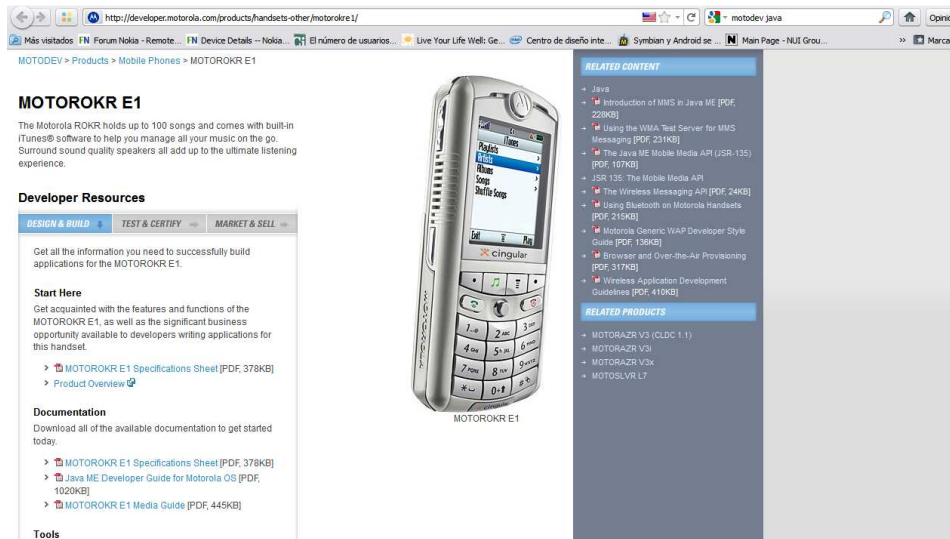 http://developer.motorola.com/products/handsets-other/motorokre1/
motodev java
Opinio
Más visitados
FN Forum Nokia - Remote...
FN Device Details -- Nokia...
El número de usuarios...
Live Your Life Well: Ge...
Centro de diseño inte...
Symbian y Android se ...
N Main Page - NUI Grou...
»
Marca
MOTODEV > Products > Mobile Phones > MOTOROKR E1
MOTOROKR E1
The Motorola ROKR holds up to 100 songs and comes with built-in
iTunes® software to help you manage all your music on the go.
Surround sound quality speakers all add up to the ultimate listening
experience.
Developer Resources
DESIGN & BUILD
TEST & CERTIFY
MARKET & SELL
Get all the information you need to successfully build
applications for the MOTOROKR E1.
Start Here
Get acquainted with the features and functions of the
MOTOROKR E1, as well as the significant business
opportunity available to developers writing applications for
this handset.
MOTOROKR E1 Specifications Sheet [PDF, 378KB]
Product Overview
Documentation
Download all of the available documentation to get started
today.
MOTOROKR E1 Specifications Sheet [PDF, 378KB]
Java ME Developer Guide for Motorola OS [PDF,
1020KB]
MOTOROKR E1 Media Guide [PDF, 445KB]
Tools
iTunes
Playlists
Artists
Albums
Songs
Shuffle Songs
Exit
Play
cingular
2 ABC
MOTOROKR E1
RELATED CONTENT
Java
Introduction of MMS in Java ME [PDF,
228KB]
Using the WMA Test Server for MMS
Messaging [PDF, 231KB]
The Java ME Mobile Media API (JSR-135)
[PDF, 107KB]
JSR 135: The Mobile Media API
The Wireless Messaging API [PDF, 24KB]
Using Bluetooth on Motorola Handsets
[PDF, 215KB]
Motorola Generic WAP Developer Style
Guide [PDF, 136KB]
Browser and Over-the-Air Provisioning
[PDF, 317KB]
Wireless Application Development
Guidelines [PDF, 410KB]
RELATED PRODUCTS
MOTORAZR V3 (CLDC 1.1)
MOTORAZR V3i
MOTORAZR V3x
MOTOSLVR L7